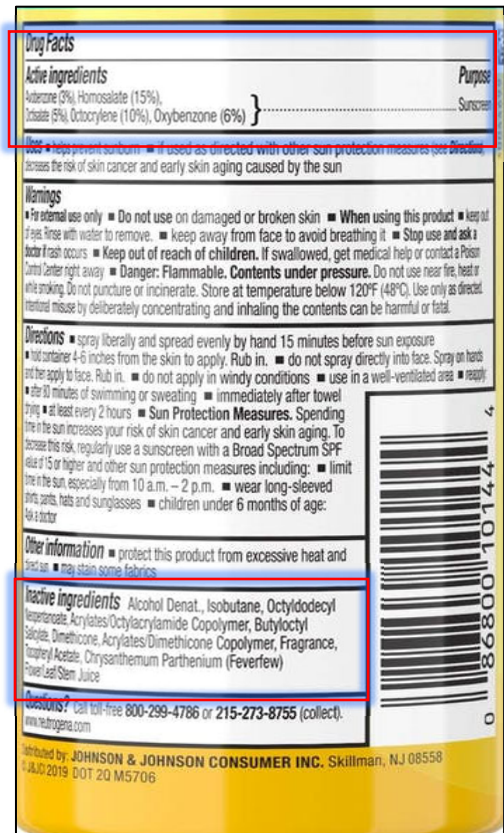 Drug Facts
Active ingredients Purpose
Avobenzone (3%), Homosalate (15%),
Octisalate (5%), Octocrylene (10%), Oxybenzone (6%) }............ Sunscreen
Uses ■ helps prevent sunburn ■ if used as directed with other sun protection measures (see Directions)
decreases the risk of skin cancer and early skin aging caused by the sun
Warnings
■ For external use only ■ Do not use on damaged or broken skin ■ When using this product ■ keep out
of eyes. Rinse with water to remove. ■ keep away from face to avoid breathing it ■ Stop use and ask a
doctor if rash occurs ■ Keep out of reach of children. If swallowed, get medical help or contact a Poison
Control Center right away ■ Danger: Flammable. Contents under pressure. Do not use near fire, heat or
while smoking. Do not puncture or incinerate. Store at temperature below 120ºF (48ºC). Use only as directed.
Intentional misuse by deliberately concentrating and inhaling the contents can be harmful or fatal.
Directions ■ spray liberally and spread evenly by hand 15 minutes before sun exposure
■ hold container 4-6 inches from the skin to apply. Rub in. ■ do not spray directly into face. Spray on hands
and then apply to face. Rub in. ■ do not apply in windy conditions ■ use in a well-ventilated area ■ reapply:
■ after 80 minutes of swimming or sweating ■ immediately after towel
drying ■ at least every 2 hours ■ Sun Protection Measures. Spending
time in the sun increases your risk of skin cancer and early skin aging. To
decrease this risk, regularly use a sunscreen with a Broad Spectrum SPF
value of 15 or higher and other sun protection measures including: ■ limit
time in the sun, especially from 10 a.m. – 2 p.m. ■ wear long-sleeved
shirts, pants, hats and sunglasses ■ children under 6 months of age:
Ask a doctor
Other information ■ protect this product from excessive heat and
direct sun ■ may stain some fabrics
Inactive ingredients Alcohol Denat., Isobutane, Octyldodecyl
Neopentanoate, Acrylates/Octylacrylamide Copolymer, Butyloctyl
Salicylate, Dimethicone, Acrylates/Dimethicone Copolymer, Fragrance,
Tocopheryl Acetate, Chrysanthemum Parthenium (Feverfew)
Flower/Leaf/Stem Juice
Questions? Call toll-free 800-299-4786 or 215-273-8755 (collect).
www.neutrogena.com
Distributed by: JOHNSON & JOHNSON CONSUMER INC. Skillman, NJ 08558
© J&JCI 2019 DOT 2Q M5706
0 86800 10144 4